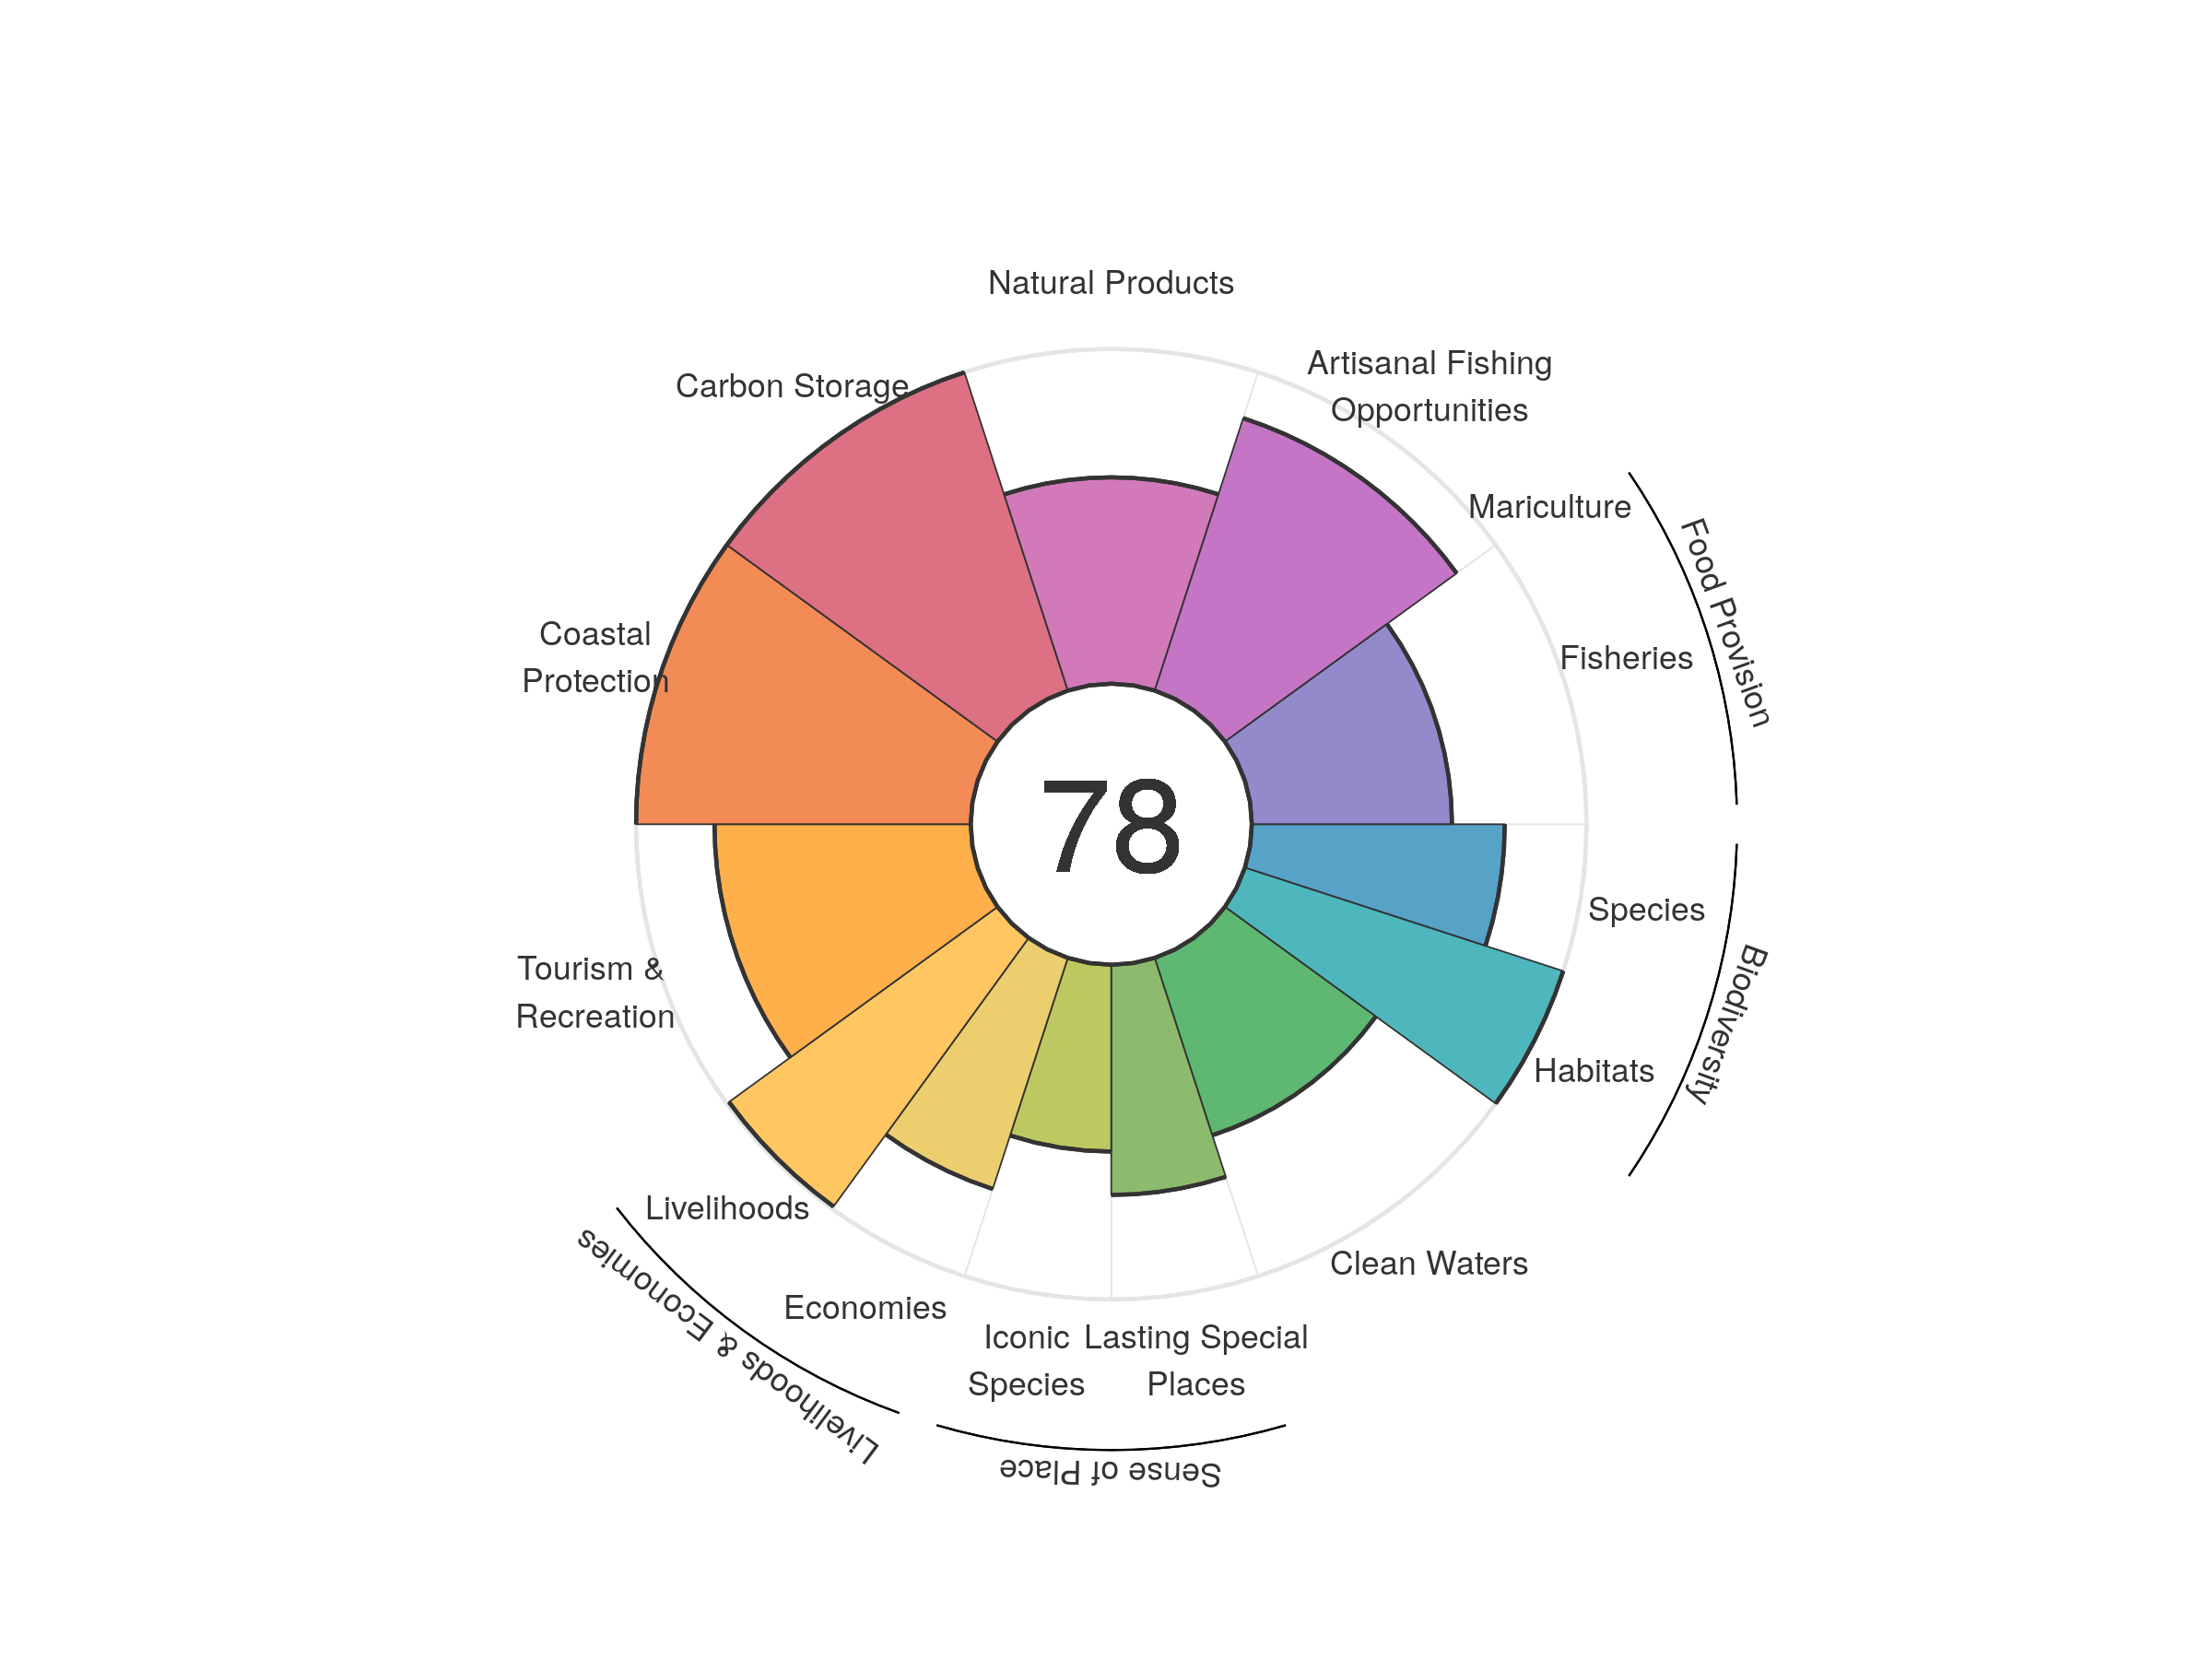 Natural Products
Artisanal Fishing
Opportunities
Carbon Storage
Mariculture
Food Provision
Fisheries
Coastal
Protection
78
Species
Biodiversity
Tourism &
Recreation
Habitats
Livelihoods
Clean Waters
Economies
Livelihoods & Economies
Iconic
Species
Lasting Special
Places
Sense of Place